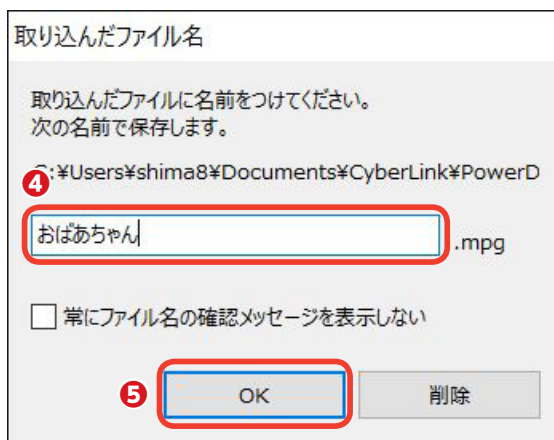 取り込んだファイル名
取り込んだファイルに名前をつけてください。
次の名前で保存します。
:¥Users¥shima8¥Documents¥CyberLink¥PowerD
4
おばあちゃん .mpg
常にファイル名の確認メッセージを表示しない
5 OK 削除